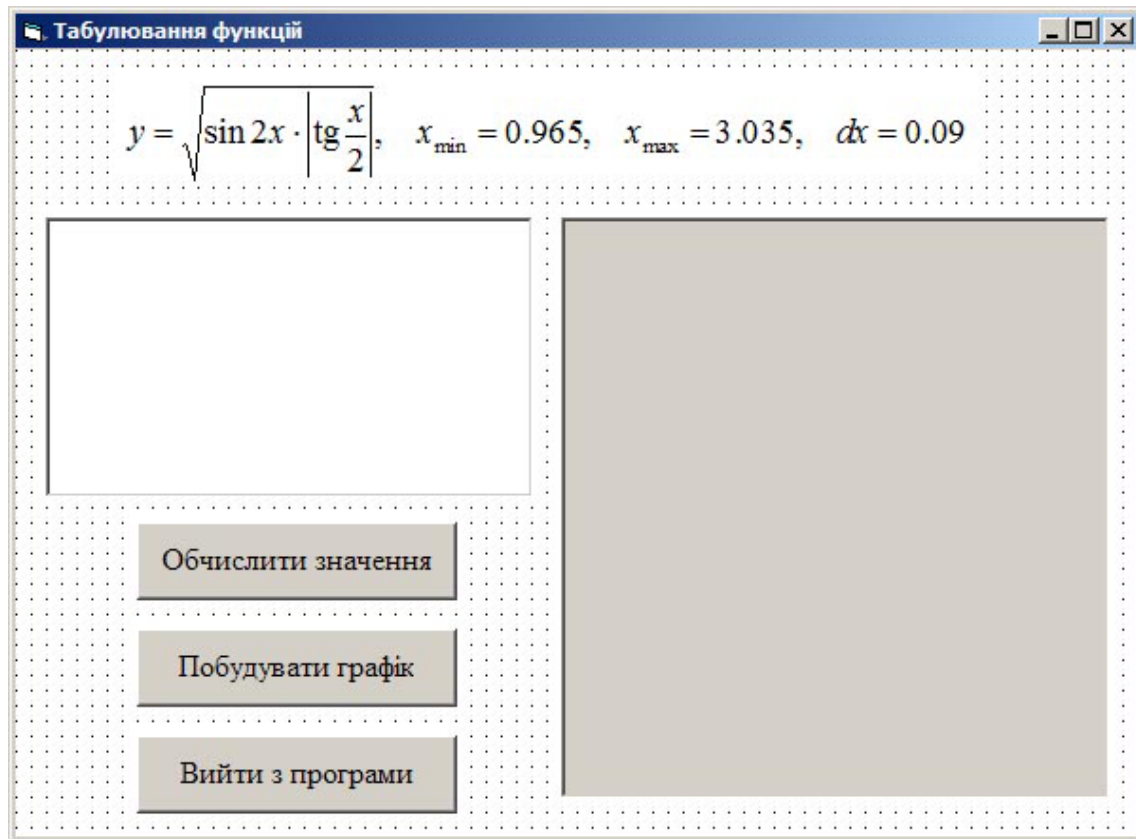 Табулювання функцій
y = √(sin 2x · |tg x/2|), x_min = 0.965, x_max = 3.035, dx = 0.09
Обчислити значення
Побудувати графік
Вийти з програми